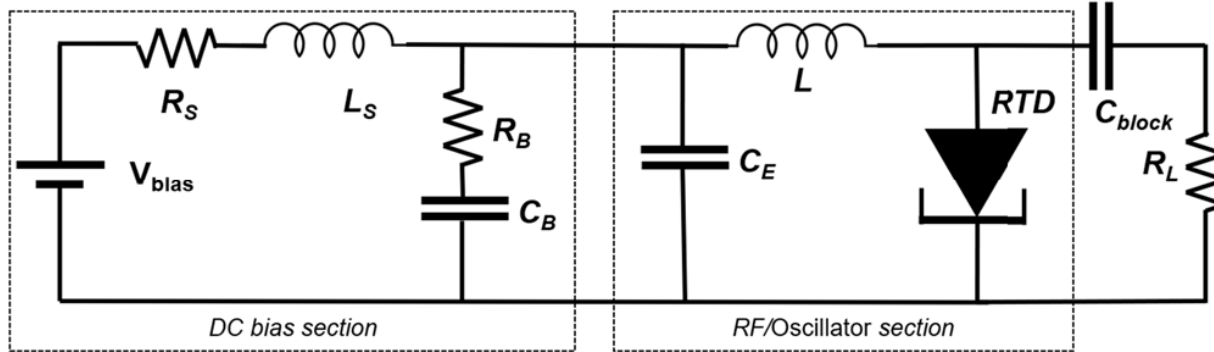 R_S
L_S
R_B
C_B
V_bias
C_E
L
RTD
C_block
R_L
DC bias section
RF/Oscillator section